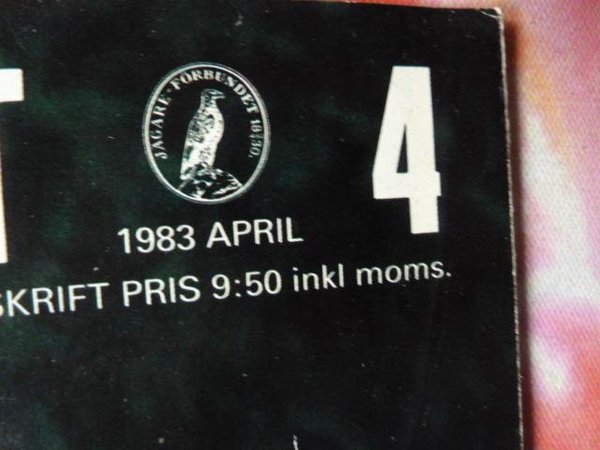 JÄGARE-FÖRBUNDET 1830.
4
1983 APRIL
SKRIFT PRIS 9:50 inkl moms.